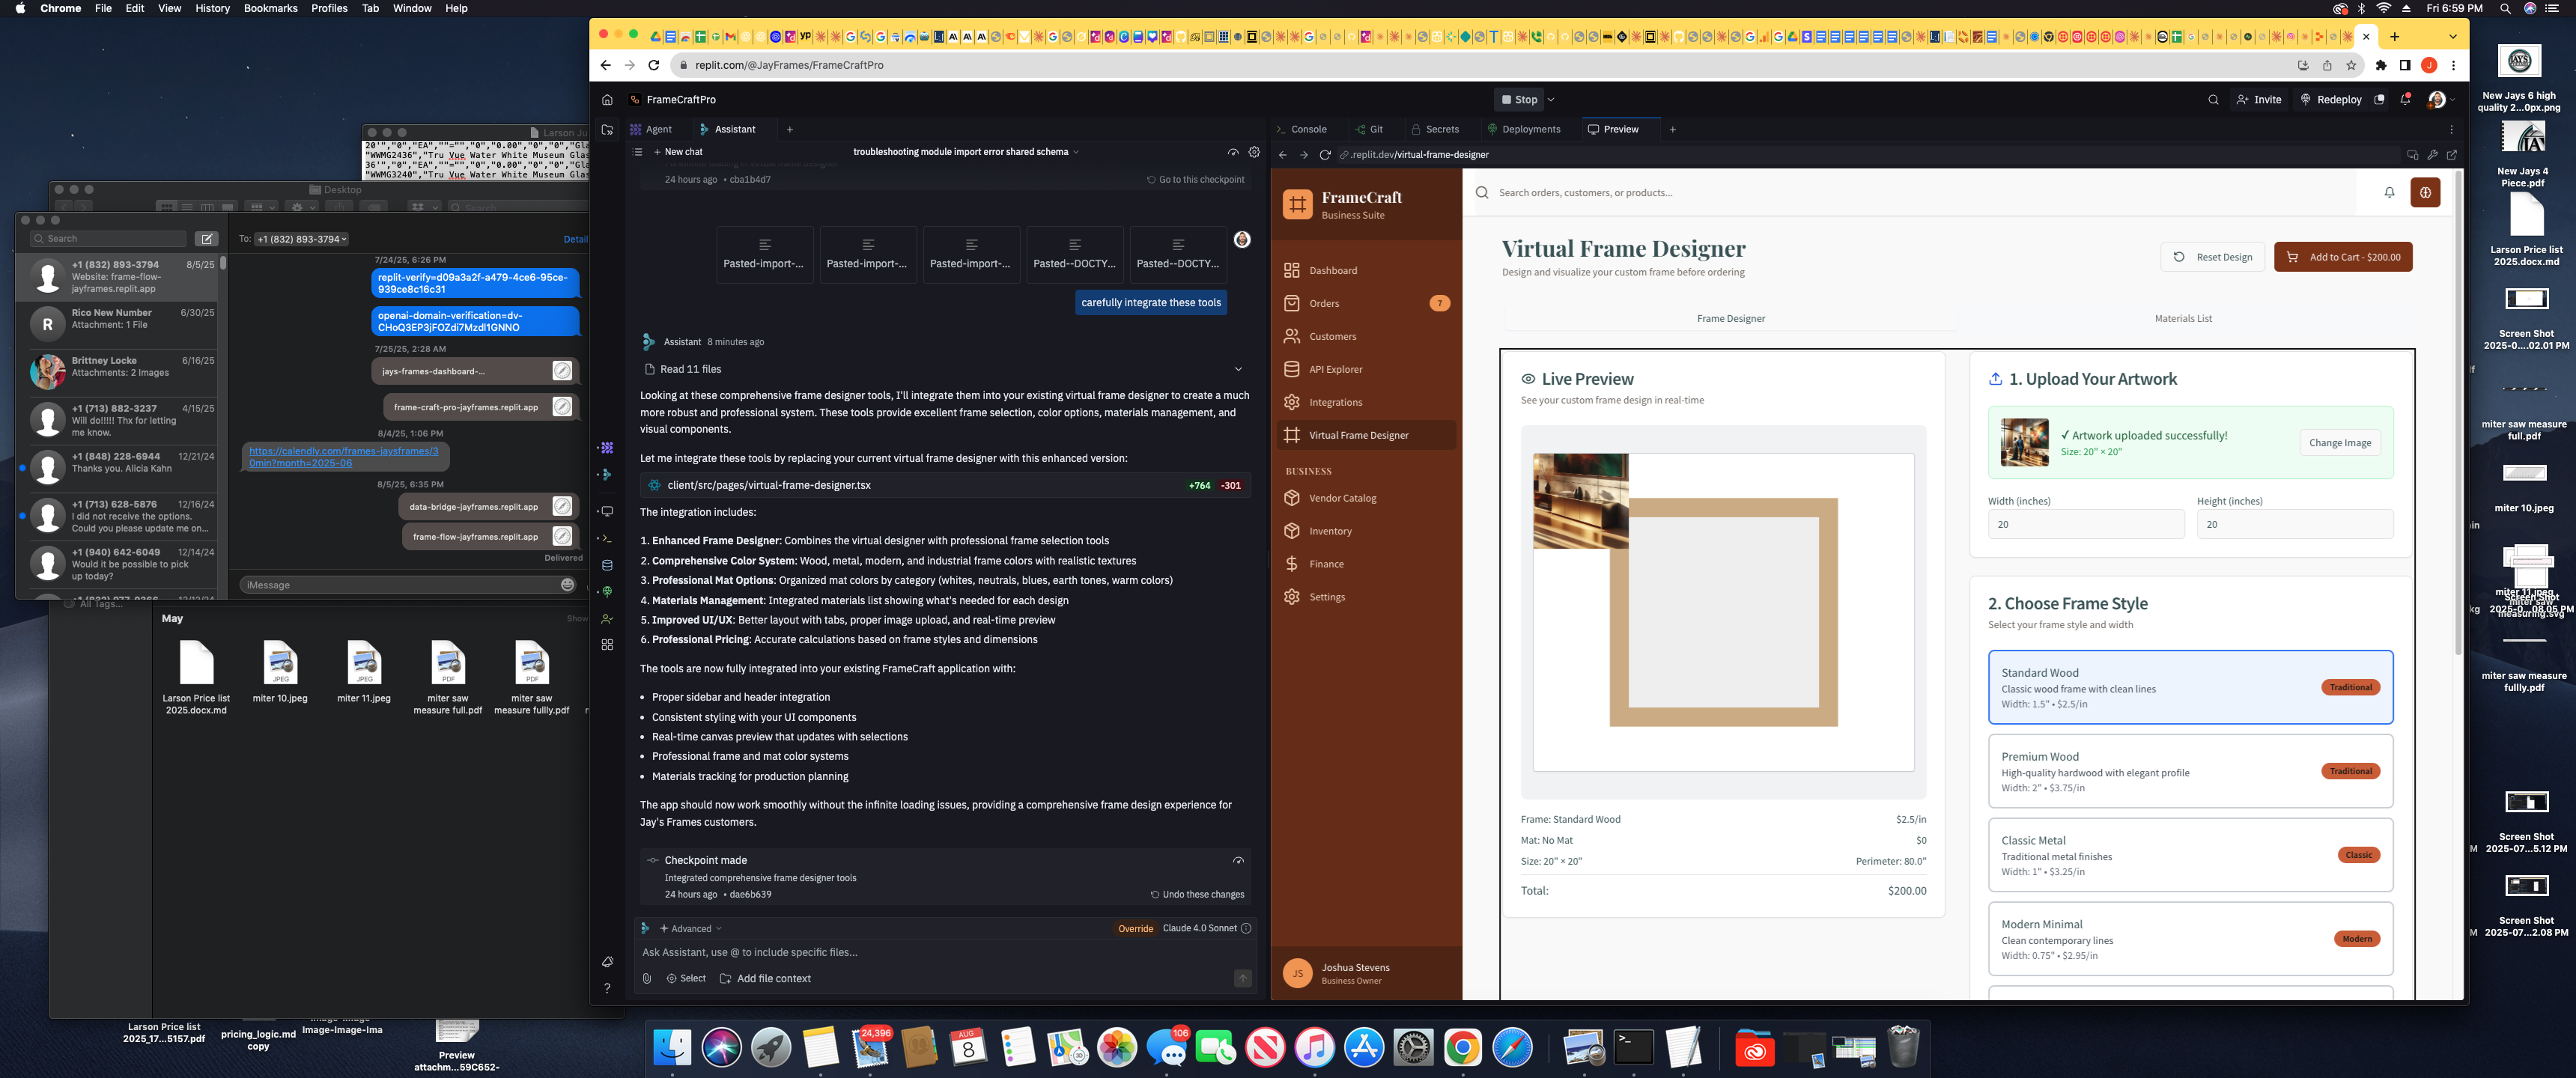 Chrome File Edit View History Bookmarks Profiles Tab Window Help
Fri 6:59 PM
replit.com/@JayFrames/FrameCraftPro
FrameCraftPro
Stop
Invite
Redeploy
Agent
Assistant
Console
Git
Secrets
Deployments
Preview
New chat
troubleshooting module import error shared schema
.replit.dev/virtual-frame-designer
24 hours ago • cba1b4d7
Go to this checkpoint
Pasted-import-...
Pasted-import-...
Pasted-import-...
Pasted--DOCTY...
Pasted--DOCTY...
carefully integrate these tools
Assistant 8 minutes ago
Read 11 files
Looking at these comprehensive frame designer tools, I'll integrate them into your existing virtual frame designer to create a much
more robust and professional system. These tools provide excellent frame selection, color options, materials management, and
visual components.
Let me integrate these tools by replacing your current virtual frame designer with this enhanced version:
client/src/pages/virtual-frame-designer.tsx
+764 -301
The integration includes:
1. Enhanced Frame Designer: Combines the virtual designer with professional frame selection tools
2. Comprehensive Color System: Wood, metal, modern, and industrial frame colors with realistic textures
3. Professional Mat Options: Organized mat colors by category (whites, neutrals, blues, earth tones, warm colors)
4. Materials Management: Integrated materials list showing what's needed for each design
5. Improved UI/UX: Better layout with tabs, proper image upload, and real-time preview
6. Professional Pricing: Accurate calculations based on frame styles and dimensions
The tools are now fully integrated into your existing FrameCraft application with:
• Proper sidebar and header integration
• Consistent styling with your UI components
• Real-time canvas preview that updates with selections
• Professional frame and mat color systems
• Materials tracking for production planning
The app should now work smoothly without the infinite loading issues, providing a comprehensive frame design experience for
Jay's Frames customers.
Checkpoint made
Integrated comprehensive frame designer tools
24 hours ago • dae6b639
Undo these changes
Advanced
Override
Claude 4.0 Sonnet
Ask Assistant, use @ to include specific files...
Select
Add file context
FrameCraft
Business Suite
Dashboard
Orders
7
Customers
API Explorer
Integrations
Virtual Frame Designer
BUSINESS
Vendor Catalog
Inventory
Finance
Settings
JS
Joshua Stevens
Business Owner
Search orders, customers, or products...
Virtual Frame Designer
Design and visualize your custom frame before ordering
Reset Design
Add to Cart - $200.00
Frame Designer
Materials List
Live Preview
See your custom frame design in real-time
Frame: Standard Wood
$2.5/in
Mat: No Mat
$0
Size: 20" × 20"
Perimeter: 80.0"
Total:
$200.00
1. Upload Your Artwork
✓ Artwork uploaded successfully!
Size: 20" × 20"
Change Image
Width (inches)
Height (inches)
20
20
2. Choose Frame Style
Select your frame style and width
Standard Wood
Classic wood frame with clean lines
Width: 1.5" • $2.5/in
Traditional
Premium Wood
High-quality hardwood with elegant profile
Width: 2" • $3.75/in
Traditional
Classic Metal
Traditional metal finishes
Width: 1" • $3.25/in
Classic
Modern Minimal
Clean contemporary lines
Width: 0.75" • $2.95/in
Modern
Larson Ju
20'","0","EA",""="","0","0.00","0","0","Gla
"WWMG2436","Tru Vue Water White Museum Glas
36'","0","EA",""="","0","0.00","0","0","Gla
"WWMG3240","Tru Vue Water White Museum Glas
Desktop
Search
Search
To: +1 (832) 893-3794
Detail
+1 (832) 893-3794
8/5/25
Website: frame-flow-
jayframes.replit.app
R
Rico New Number
6/30/25
Attachment: 1 File
Brittney Locke
6/16/25
Attachments: 2 Images
+1 (713) 882-3237
4/15/25
Will do!!!!! Thx for letting
me know.
+1 (848) 228-6944
12/21/24
Thanks you. Alicia Kahn
+1 (713) 628-5876
12/16/24
I did not receive the options.
Could you please update me on...
+1 (940) 642-6049
12/14/24
Would it be possible to pick
up today?
7/24/25, 6:26 PM
replit-verify=d09a3a2f-a479-4ce6-95ce-
939ce8c16c31
openai-domain-verification=dv-
CHoQ3EP3jFOZdi7Mzdl1GNNO
7/25/25, 2:28 AM
jays-frames-dashboard-...
frame-craft-pro-jayframes.replit.app
8/4/25, 1:06 PM
https://calendly.com/frames-jaysframes/3
0min?month=2025-06
8/5/25, 6:35 PM
data-bridge-jayframes.replit.app
frame-flow-jayframes.replit.app
Delivered
iMessage
All Tags...
May
Show
Larson Price list
2025.docx.md
JPEG
miter 10.jpeg
JPEG
miter 11.jpeg
PDF
miter saw
measure full.pdf
PDF
miter saw
measure fullly.pdf
Larson Price list
2025_17...5157.pdf
pricing_logic.md
copy
Image-Image-Ima
Preview
attachm...59C652-
24,396
AUG
8
106
New Jays 6 high
quality 2...0px.png
New Jays 4
Piece.pdf
Larson Price list
2025.docx.md
Screen Shot
2025-0....02.01 PM
miter saw measure
full.pdf
miter 10.jpeg
miter 11.jpeg
Screen Shot
2025-0...08.05 PM
measuring.svg
miter saw measure
fullly.pdf
Screen Shot
2025-07...5.12 PM
Screen Shot
2025-07...2.08 PM